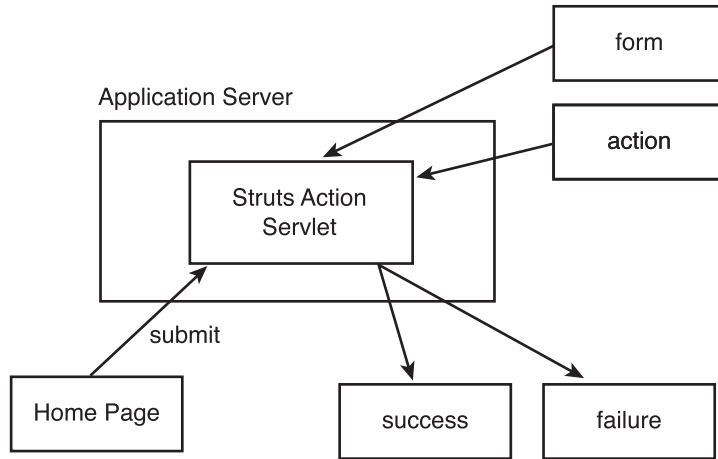 form
Application Server
action
Struts Action
Servlet
submit
Home Page
success
failure